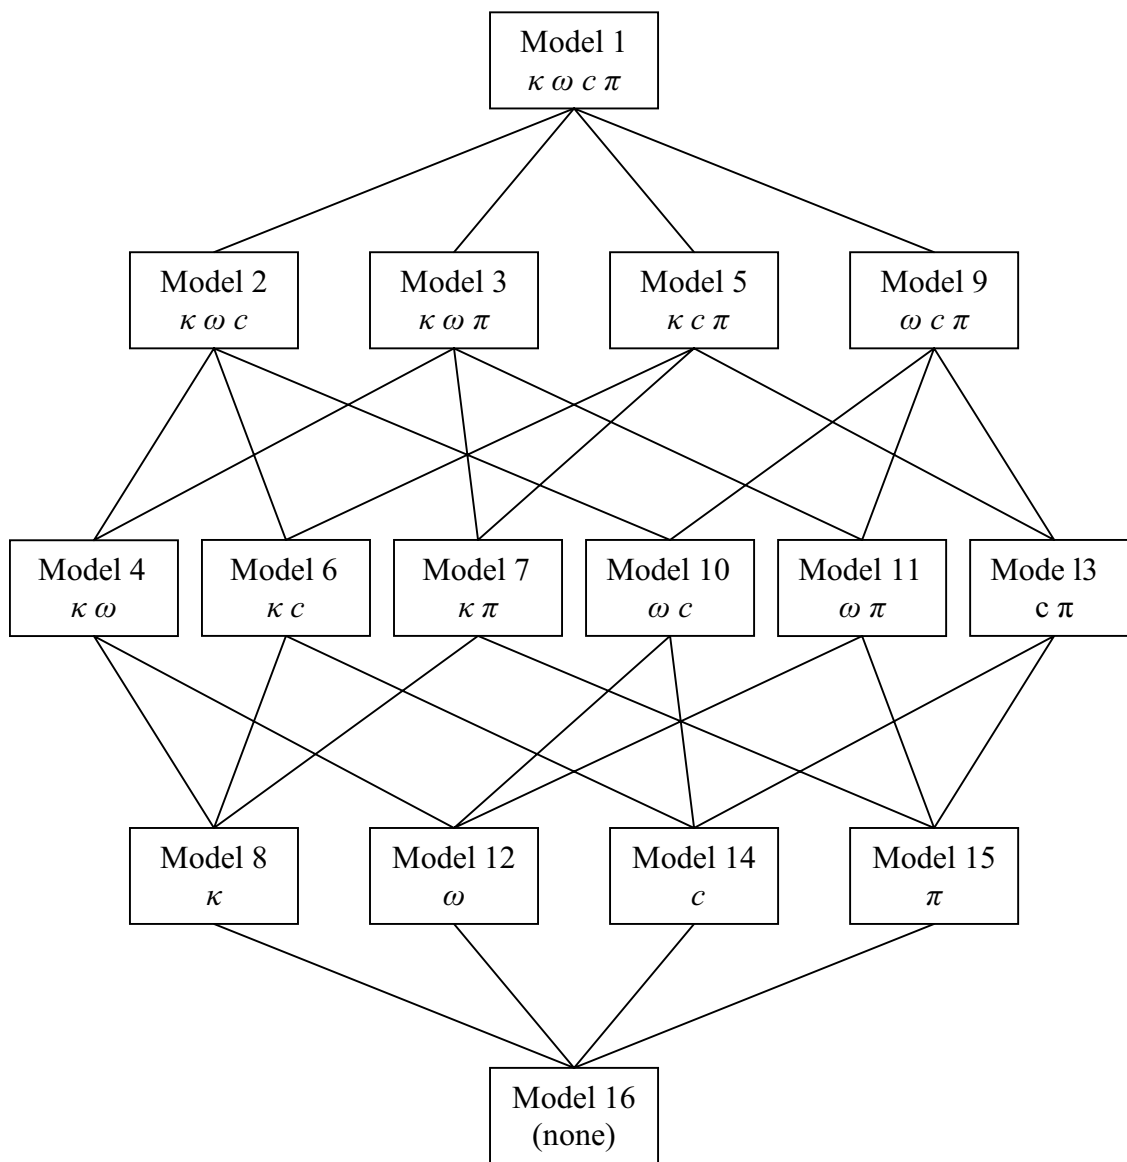 Model 1
κ ω c π
Model 2
κ ω c
Model 3
κ ω π
Model 5
κ c π
Model 9
ω c π
Model 4
κ ω
Model 6
κ c
Model 7
κ π
Model 10
ω c
Model 11
ω π
Mode l3
c π
Model 8
κ
Model 12
ω
Model 14
c
Model 15
π
Model 16
(none)